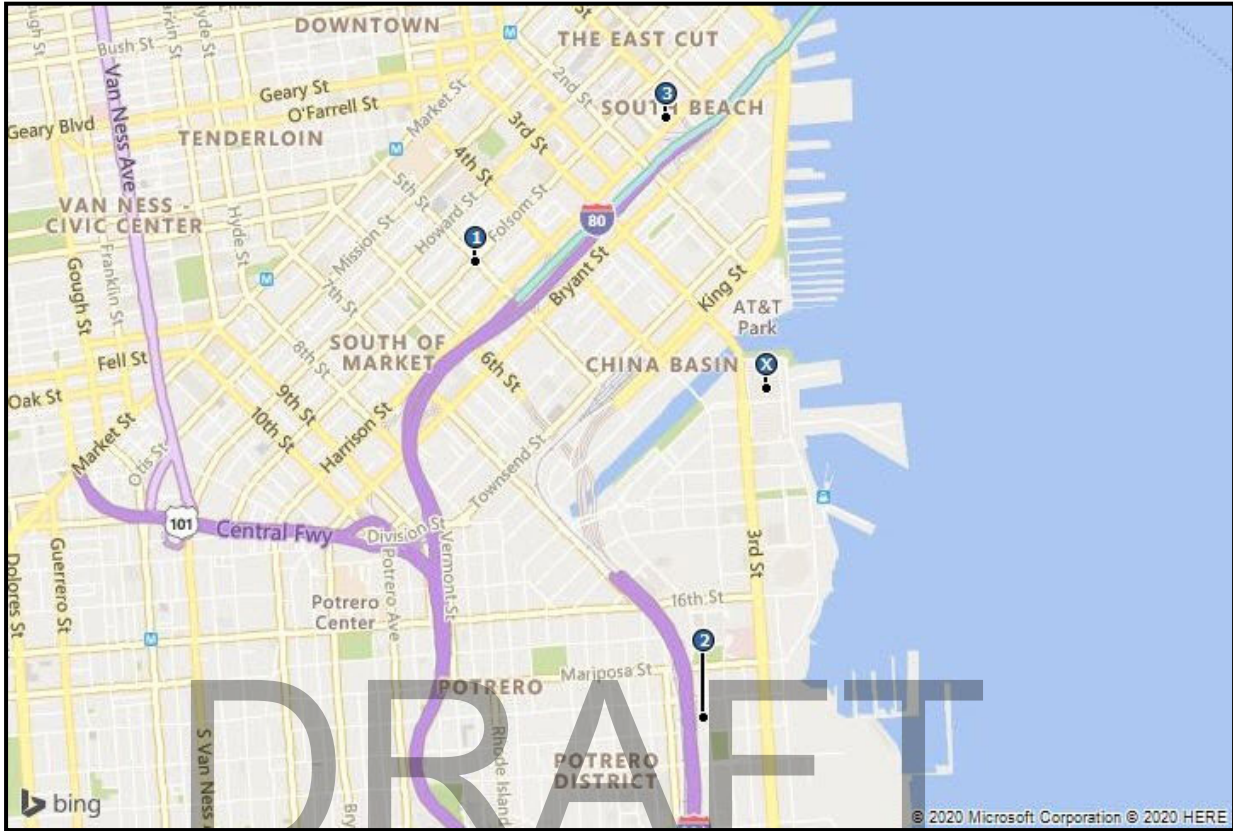 DOWNTOWN
THE EAST CUT
Bush St
Hyde St
Van Ness Ave
Geary St
O'Farrell St
Market St
2nd St
3
SOUTH BEACH
Geary Blvd
TENDERLOIN
3rd St
4th St
5th St
VAN NESS -
CIVIC CENTER
Hyde St
Howard St
Folsom St
Mission St
80
1
Gough St
Franklin St
7th St
Bryant St
King St
AT&T
Park
SOUTH OF
MARKET
8th St
6th St
CHINA BASIN
X
Fell St
Oak St
9th St
10th St
Harrison St
Market St
Otis St
Townsend St
101
Central Fwy
Division St
Vermont St
Potrero Ave
3rd St
Dolores St
Guerrero St
Potrero
Center
16th St
2
Mariposa St
POTRERO
S Van Ness
Rhode Island
POTRERO
DISTRICT
DRAFT
bing
© 2020 Microsoft Corporation © 2020 HERE